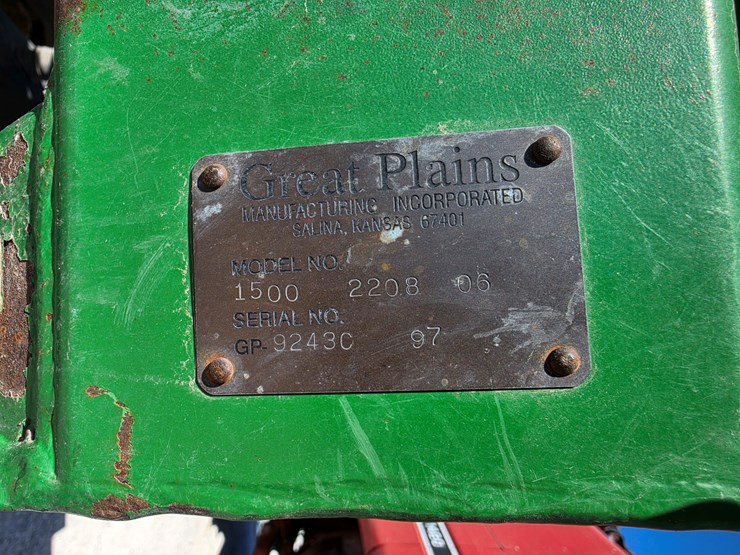 Great Plains
MANUFACTURING INCORPORATED
SALINA, KANSAS 67401
MODEL NO.
1500 2208 06
SERIAL NO.
GP-9243C 97